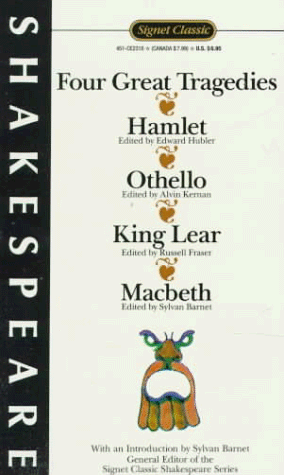 SHAKESPEARE
Signet Classic
451-CE2318 • (CANADA $7.99) • U.S. $5.95
Four Great Tragedies
Hamlet
Edited by Edward Hubler
Othello
Edited by Alvin Kernan
King Lear
Edited by Russell Fraser
Macbeth
Edited by Sylvan Barnet
With an Introduction by Sylvan Barnet
General Editor of the
Signet Classic Shakespeare Series